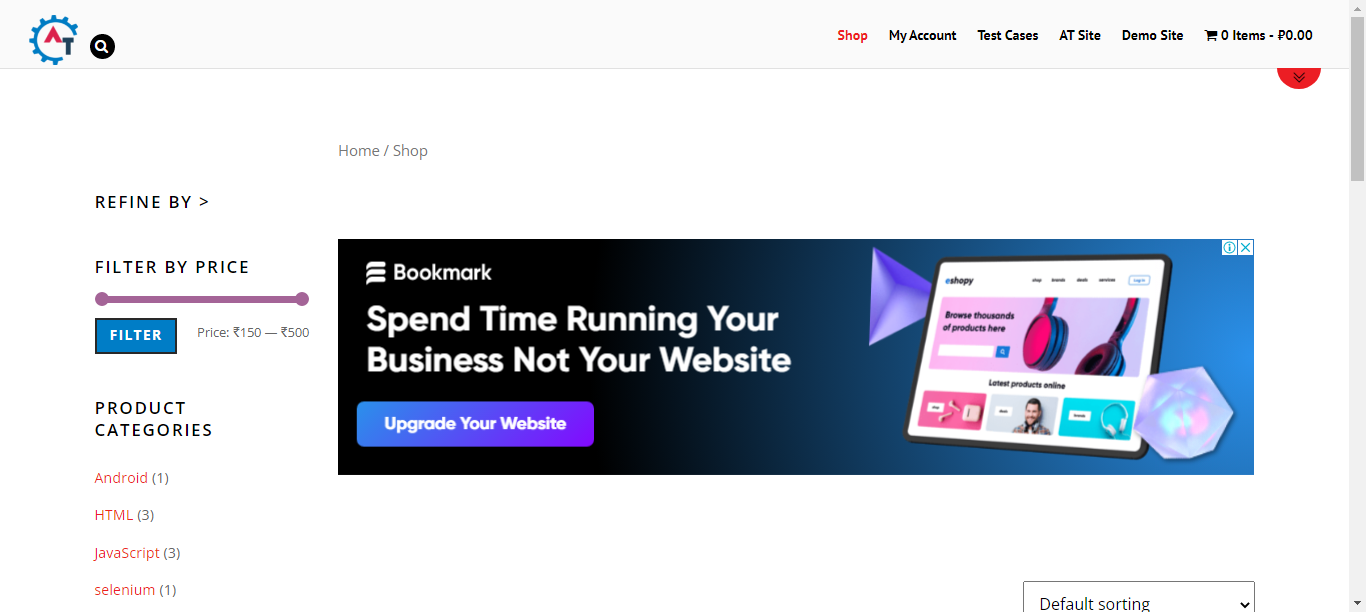 AT
Shop
My Account
Test Cases
AT Site
Demo Site
0 Items - ₽0.00
Home / Shop
REFINE BY >
FILTER BY PRICE
FILTER
Price: ₹150 — ₹500
PRODUCT
CATEGORIES
Android (1)
HTML (3)
JavaScript (3)
selenium (1)
Bookmark
Spend Time Running Your
Business Not Your Website
Upgrade Your Website
eshopy
shop
brands
deals
services
Log in
Browse thousands
of products here
Latest products online
shop
deals
brands
Default sorting